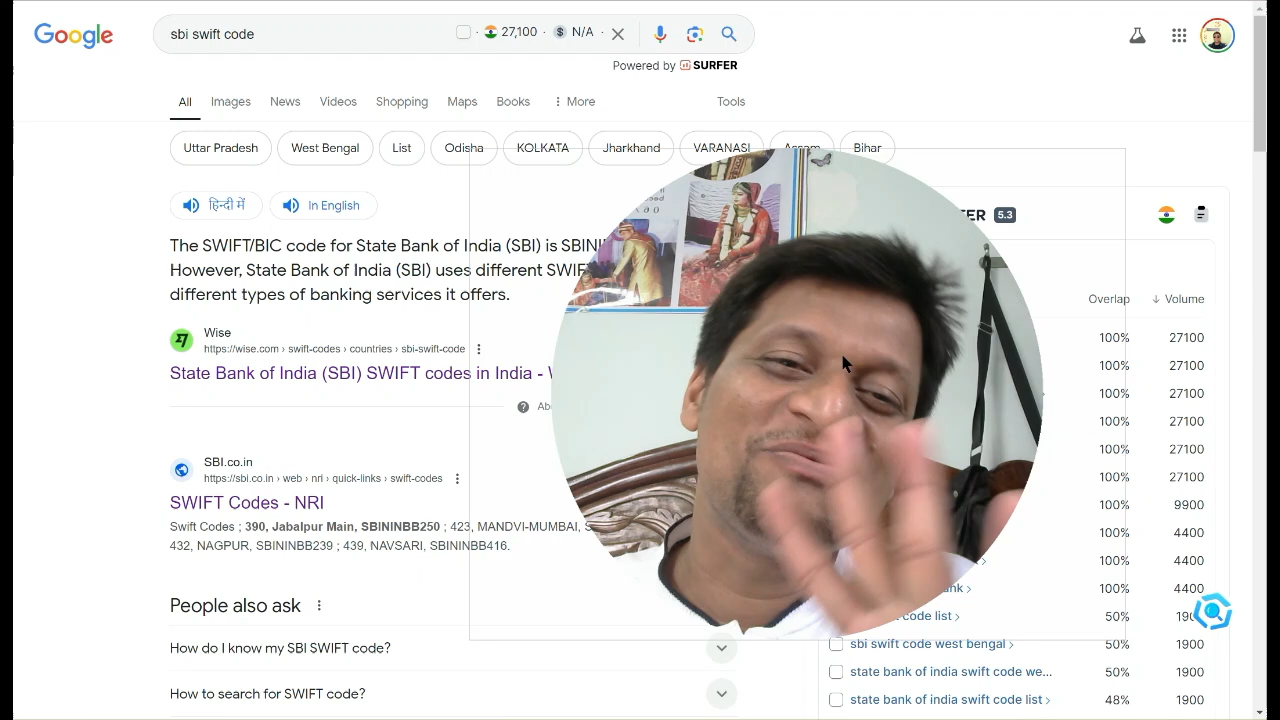 Google
sbi swift code
27,100 · $ N/A ·
Powered by SURFER
All Images News Videos Shopping Maps Books More Tools
Uttar Pradesh West Bengal List Odisha KOLKATA Jharkhand VARANASI Assam Bihar
हिन्दी में In English
The SWIFT/BIC code for State Bank of India (SBI) is
However, State Bank of India (SBI) uses different
different types of banking services it offers.
Wise
https://wise.com › swift-codes › countries › sbi-swift-code
State Bank of India (SBI) SWIFT codes in India -
SBI.co.in
https://sbi.co.in › web › nri › quick-links › swift-codes
SWIFT Codes - NRI
Swift Codes ; 390, Jabalpur Main, SBININBB250 ; 423, MANDVI-MUMBAI,
432, NAGPUR, SBININBB239 ; 439, NAVSARI, SBININBB416.
People also ask
How do I know my SBI SWIFT code?
How to search for SWIFT code?
5.3
Overlap Volume
100% 27100
100% 27100
100% 27100
100% 27100
100% 27100
100% 27100
100% 9900
100% 4400
100% 4400
100% 4400
code list › 50%
sbi swift code west bengal › 50% 1900
state bank of india swift code we... 50% 1900
state bank of india swift code list › 48% 1900